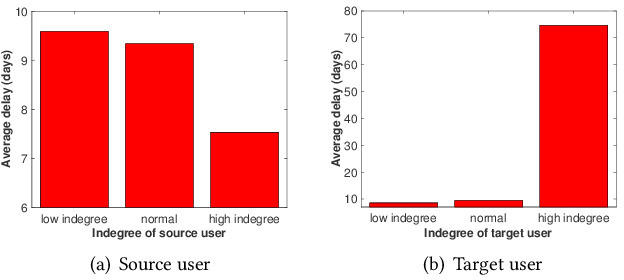 10
9
8
7
6
Average delay (days)
low indegree normal high indegree
Indegree of source user
(a) Source user
80
70
60
50
40
30
20
10
Average delay (days)
low indegree normal high indegree
Indegree of target user
(b) Target user